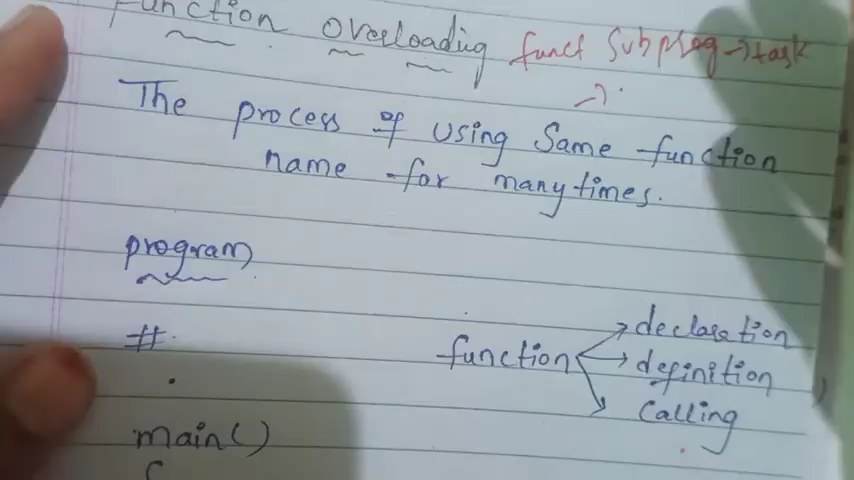 Function Overloading funct Subprog → task
→
The process of using Same function
name for many times.
program
#
.
main()
{
function → declaration
→ definition
→ Calling